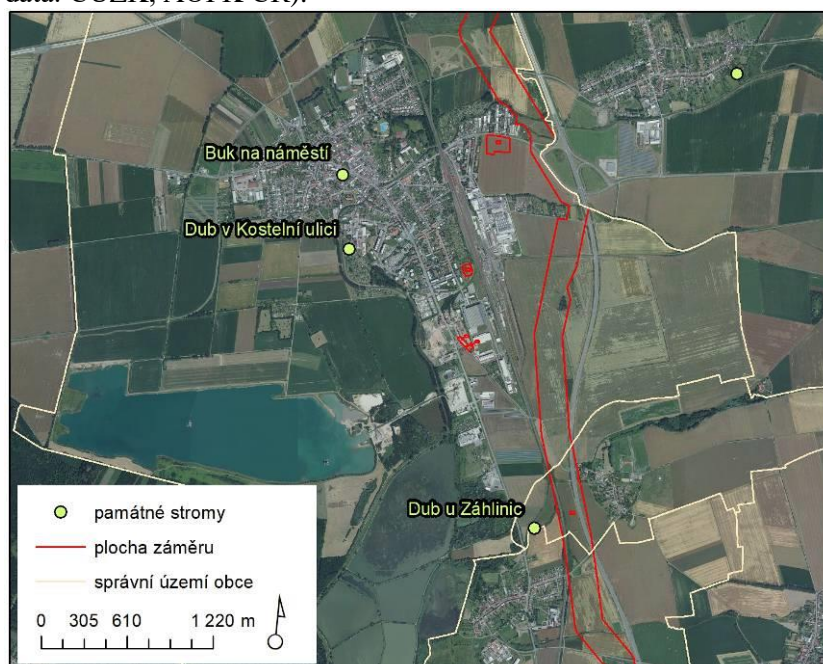 data: ČÚZK, AOPK ČR).
Buk na náměstí
Dub v Kostelní ulici
Dub u Záhlinic
památné stromy
plocha záměru
správní území obce
0 305 610 1 220 m